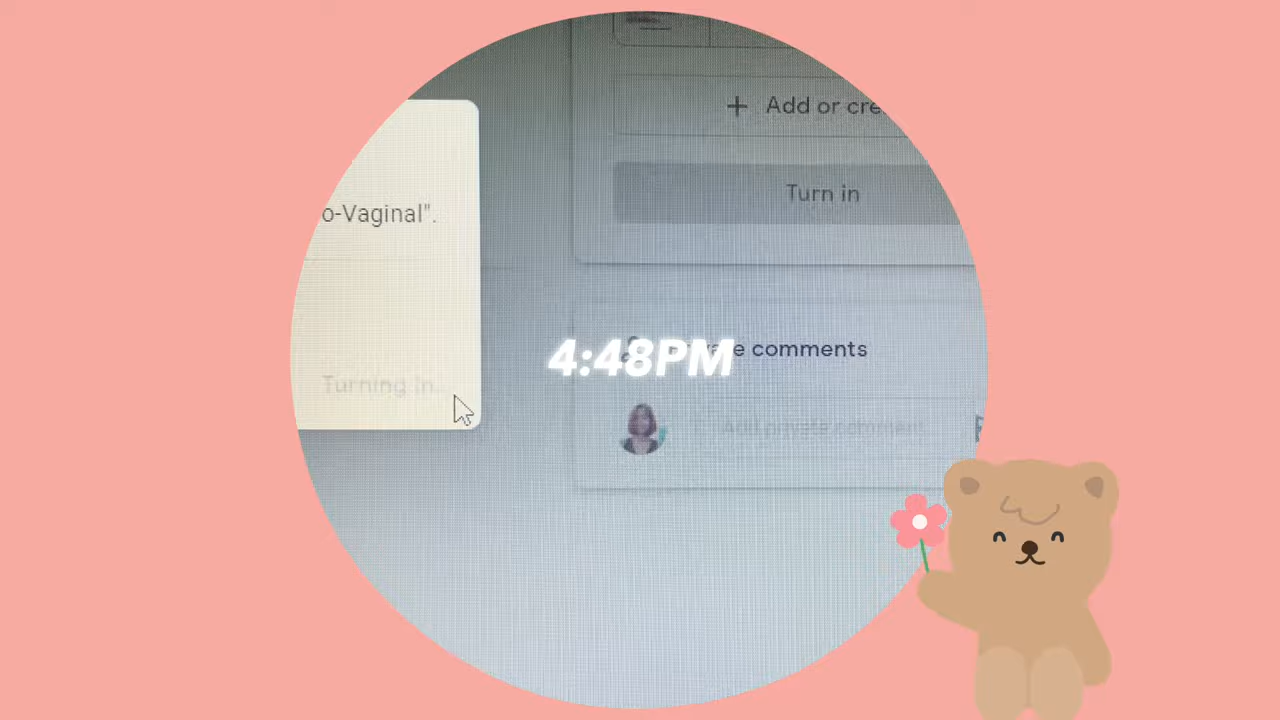 + Add or cre
Turn in
o-Vaginal".
4:48PM
comments
Turning in...
Add private comment